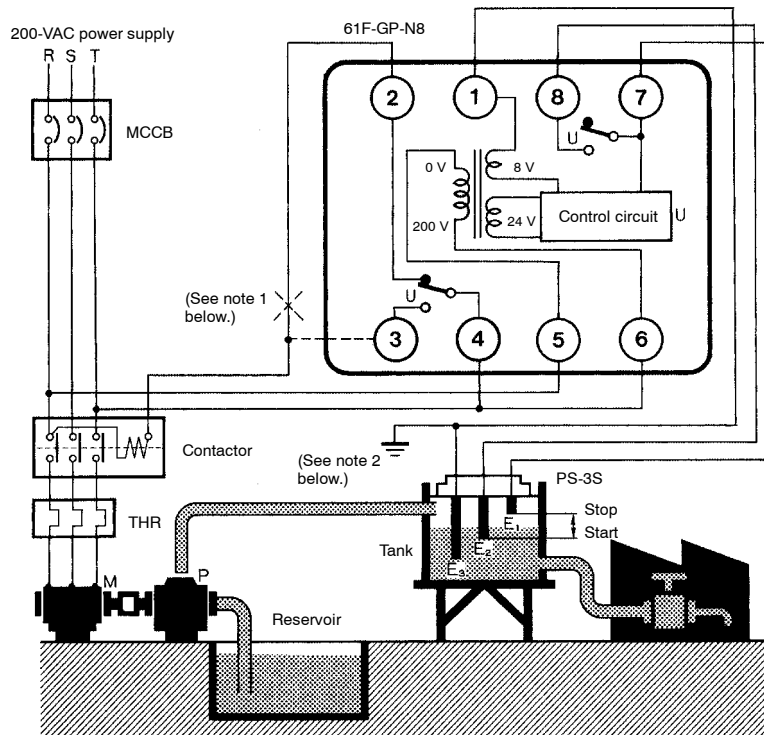 200-VAC power supply
R S T
MCCB
61F-GP-N8
2 1 8 7
U
0 V 8 V
200 V 24 V
Control circuit U
U
(See note 1
below.)
3 4 5 6
Contactor
(See note 2
below.)
PS-3S
THR
Stop
Start
E₁
E₂
E₃
Tank
M P
Reservoir